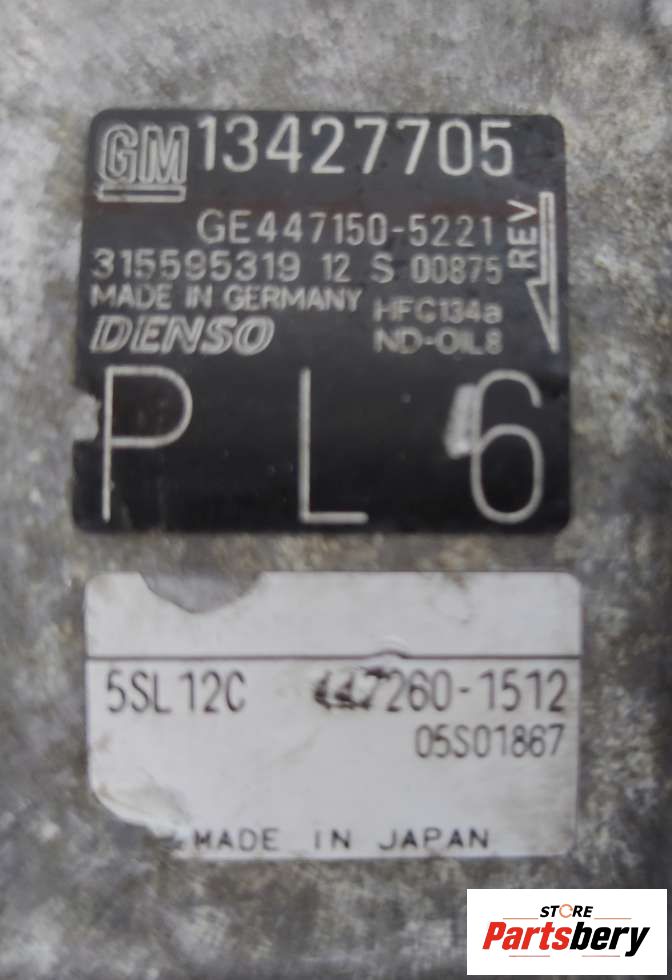 GM 13427705
GE447150-5221
315595319 12 S 00875
REV
MADE IN GERMANY HFC134a
DENSO ND-OIL8
P L 6
5SL12C 447260-1512
05S01867
MADE IN JAPAN
STORE
Partsbery